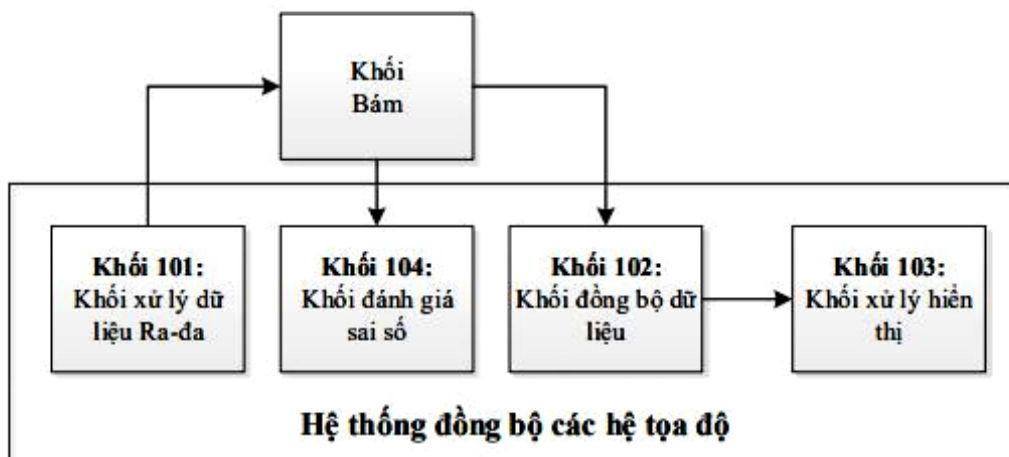 Khối
Bám
Khối 101:
Khối xử lý dữ
liệu Ra-đa
Khối 104:
Khối đánh giá
sai số
Khối 102:
Khối đồng bộ dữ
liệu
Khối 103:
Khối xử lý hiển
thị
Hệ thống đồng bộ các hệ tọa độ